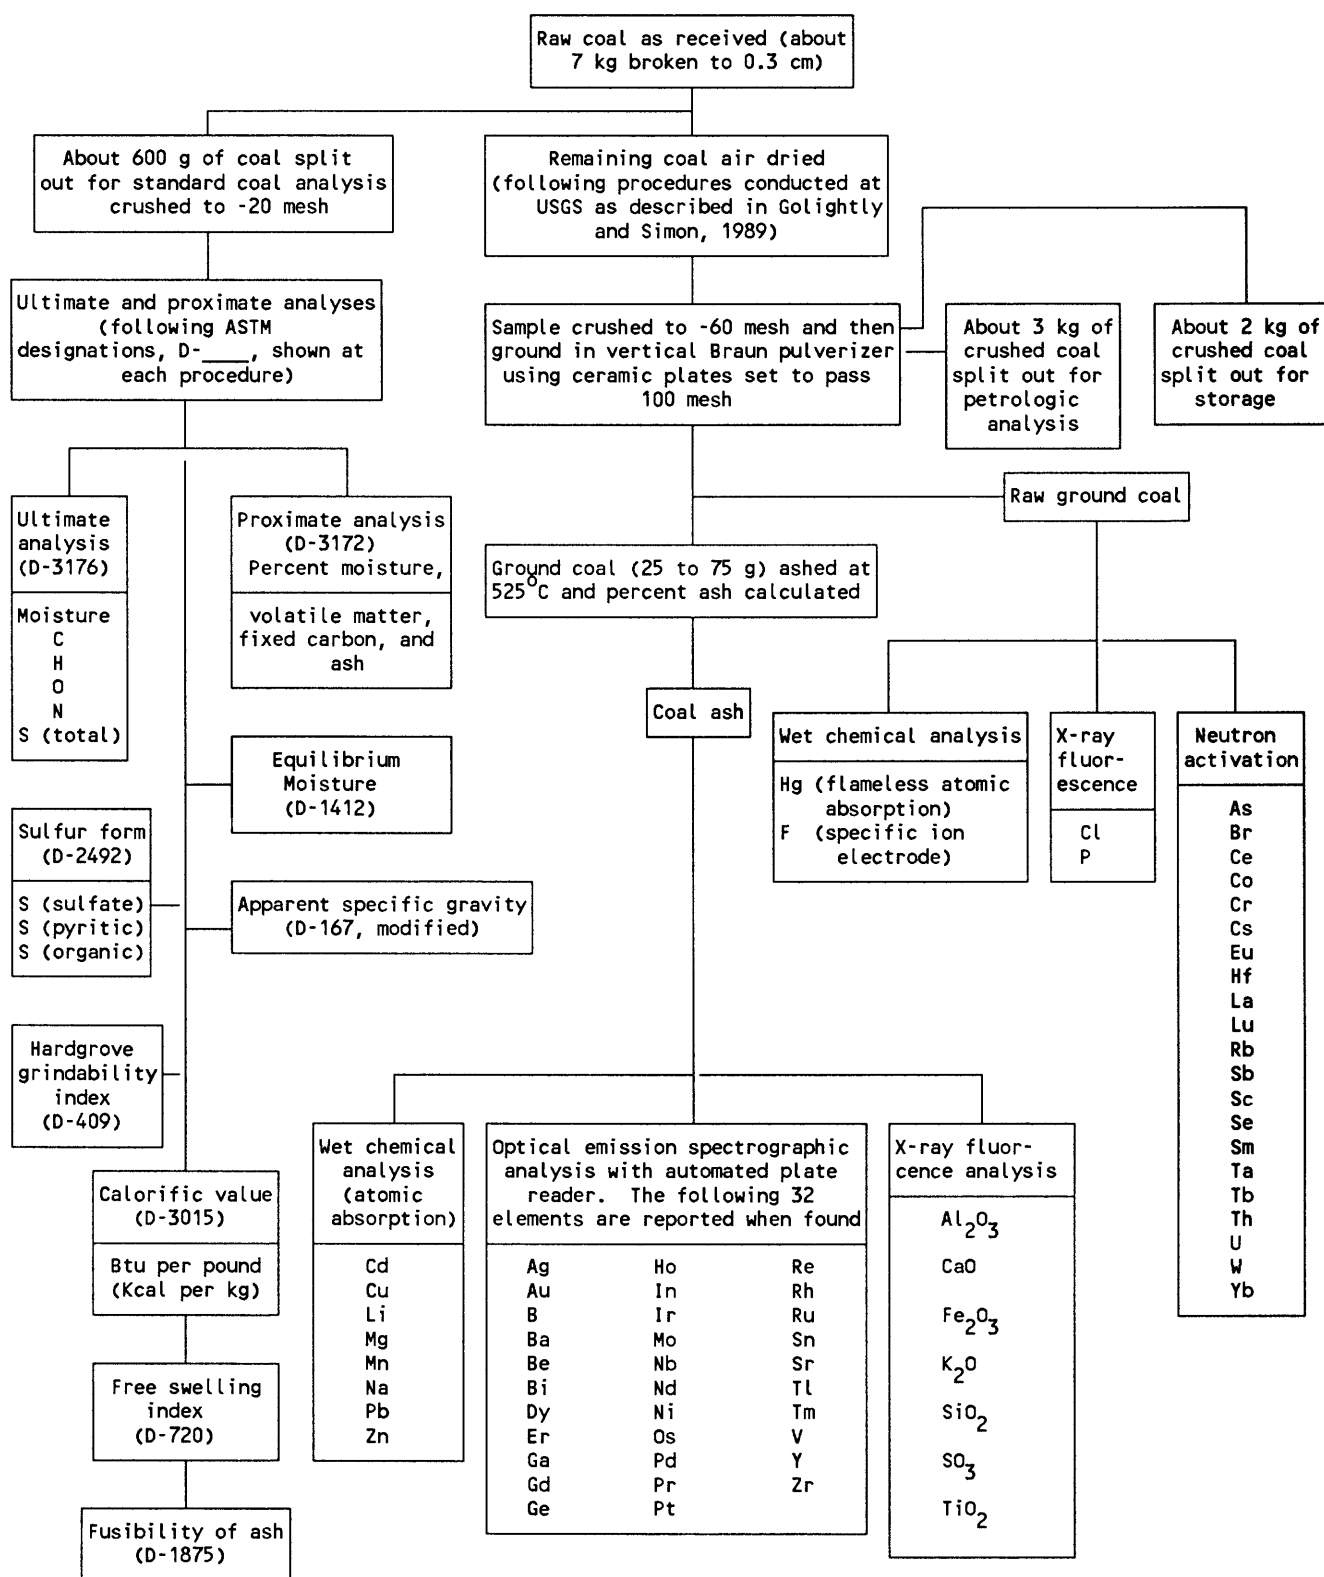 Raw coal as received (about
7 kg broken to 0.3 cm)
About 600 g of coal split
out for standard coal analysis
crushed to -20 mesh
Remaining coal air dried
(following procedures conducted at
USGS as described in Golightly
and Simon, 1989)
Ultimate and proximate analyses
(following ASTM
designations, D-____, shown at
each procedure)
Sample crushed to -60 mesh and then
ground in vertical Braun pulverizer
using ceramic plates set to pass
100 mesh
About 3 kg of
crushed coal
split out for
petrologic
analysis
About 2 kg of
crushed coal
split out for
storage
Ultimate
analysis
(D-3176)
Moisture
C
H
O
N
S (total)
Proximate analysis
(D-3172)
Percent moisture,
volatile matter,
fixed carbon, and
ash
Raw ground coal
Ground coal (25 to 75 g) ashed at
525°C and percent ash calculated
Coal ash
Wet chemical analysis
Hg (flameless atomic
absorption)
F (specific ion
electrode)
X-ray
fluor-
escence
Cl
P
Neutron
activation
As
Br
Ce
Co
Cr
Cs
Eu
Hf
La
Lu
Rb
Sb
Sc
Se
Sm
Ta
Tb
Th
U
W
Yb
Equilibrium
Moisture
(D-1412)
Sulfur form
(D-2492)
S (sulfate)
S (pyritic)
S (organic)
Apparent specific gravity
(D-167, modified)
Hardgrove
grindability
index
(D-409)
Calorific value
(D-3015)
Btu per pound
(Kcal per kg)
Free swelling
index
(D-720)
Fusibility of ash
(D-1875)
Wet chemical
analysis
(atomic
absorption)
Cd
Cu
Li
Mg
Mn
Na
Pb
Zn
Optical emission spectrographic
analysis with automated plate
reader. The following 32
elements are reported when found
Ag Ho Re
Au In Rh
B Ir Ru
Ba Mo Sn
Be Nb Sr
Bi Nd Tl
Dy Ni Tm
Er Os V
Ga Pd Y
Gd Pr Zr
Ge Pt
X-ray fluor-
cence analysis
Al2O3
CaO
Fe2O3
K2O
SiO2
SO3
TiO2